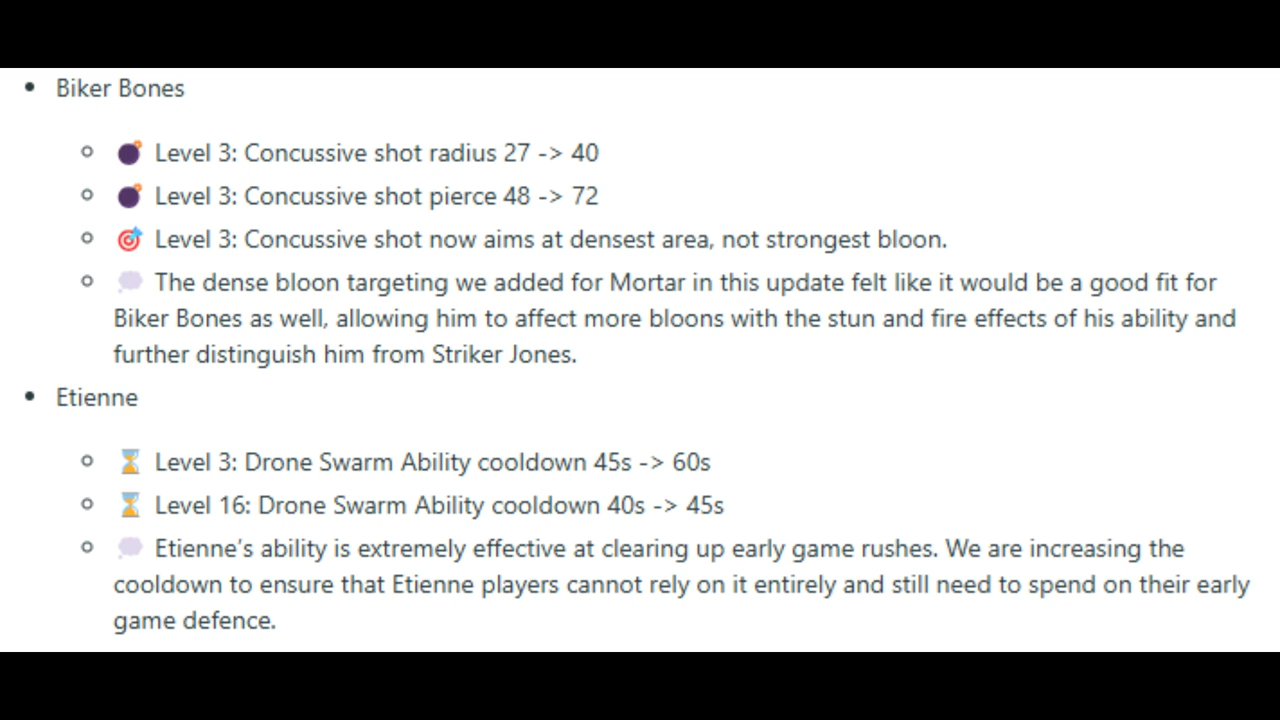 Biker Bones
Level 3: Concussive shot radius 27 -> 40
Level 3: Concussive shot pierce 48 -> 72
Level 3: Concussive shot now aims at densest area, not strongest bloon.
The dense bloon targeting we added for Mortar in this update felt like it would be a good fit for
Biker Bones as well, allowing him to affect more bloons with the stun and fire effects of his ability and
further distinguish him from Striker Jones.
Etienne
Level 3: Drone Swarm Ability cooldown 45s -> 60s
Level 16: Drone Swarm Ability cooldown 40s -> 45s
Etienne’s ability is extremely effective at clearing up early game rushes. We are increasing the
cooldown to ensure that Etienne players cannot rely on it entirely and still need to spend on their early
game defence.